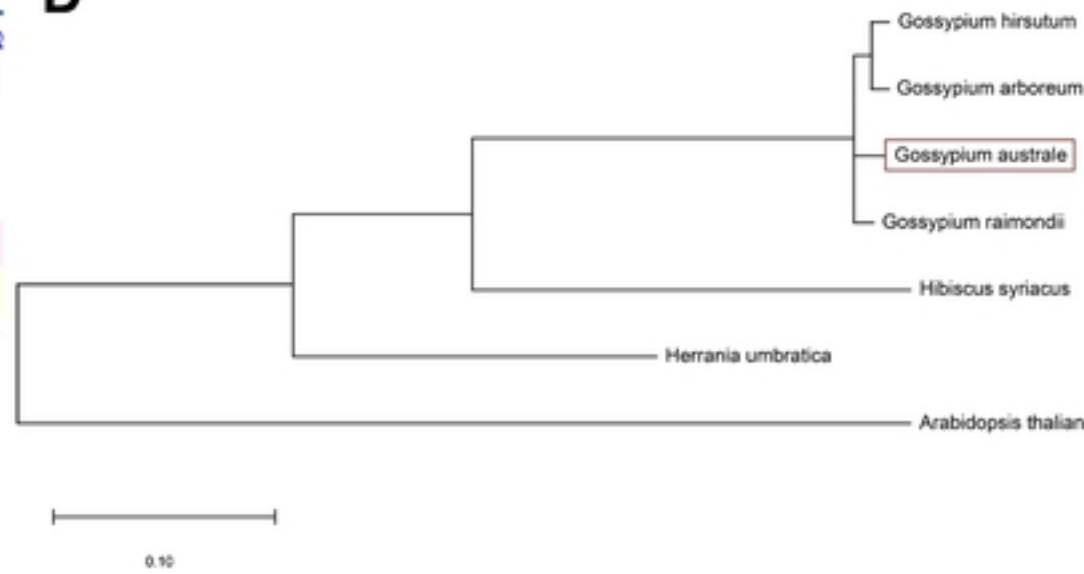 D
Gossypium hirsutum
Gossypium arboreum
Gossypium australe
Gossypium raimondii
Hibiscus syriacus
Herrania umbratica
Arabidopsis thalian
0.10